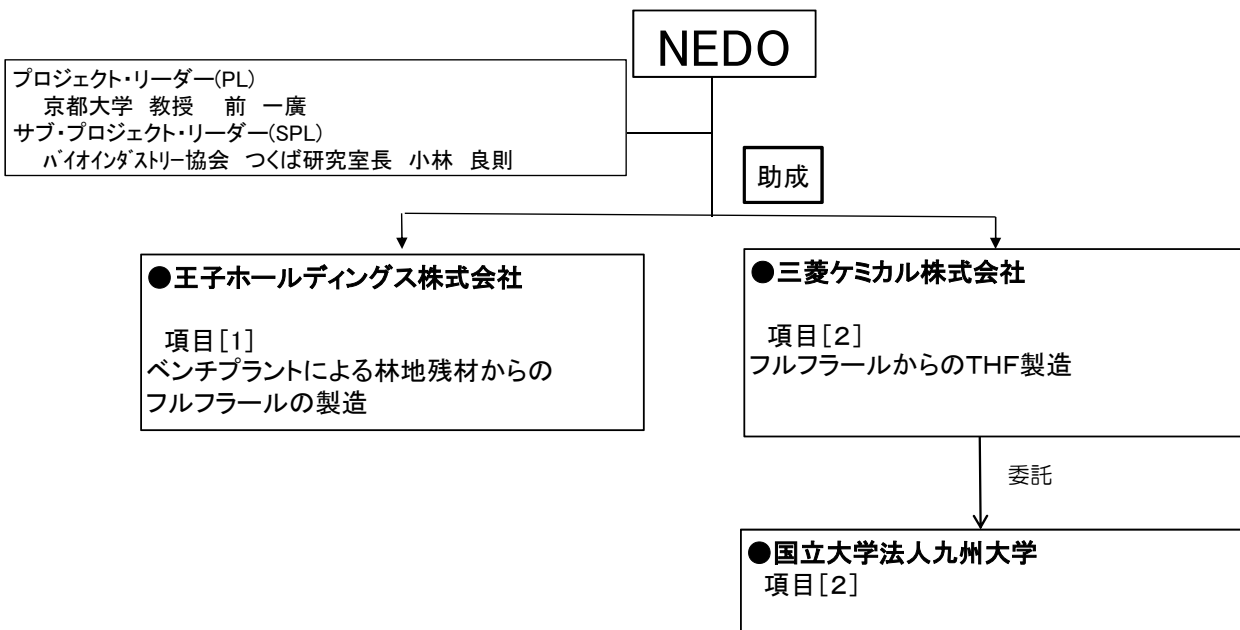 NEDO
プロジェクト・リーダー(PL)
京都大学 教授 前 一廣
サブ・プロジェクト・リーダー(SPL)
バイオインダストリー協会 つくば研究室長 小林 良則
助成
●王子ホールディングス株式会社
項目[1]
ベンチプラントによる林地残材からの
フルフラールの製造
●三菱ケミカル株式会社
項目[2]
フルフラールからのTHF製造
委託
●国立大学法人九州大学
項目[2]